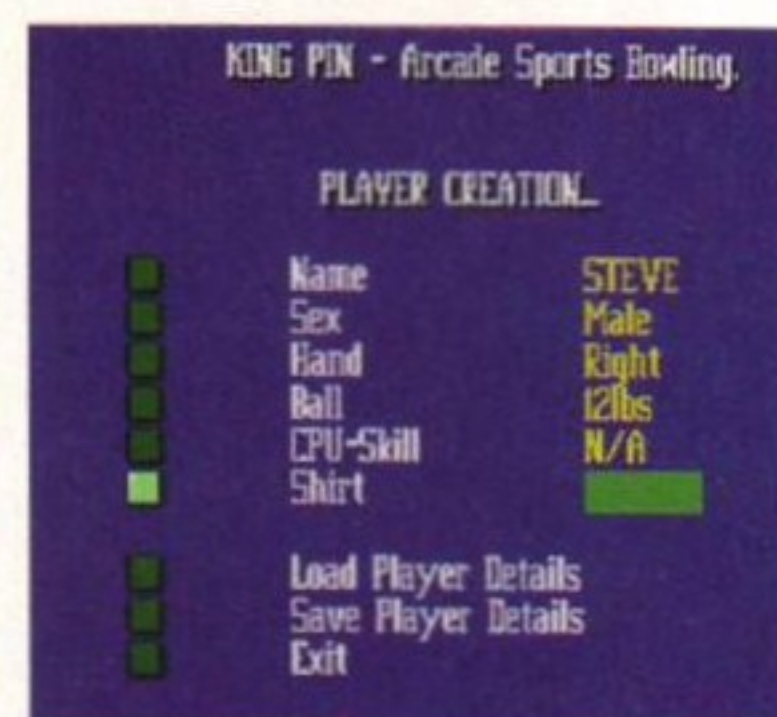 KING PIN - Arcade Sports Bowling.
PLAYER CREATION...
Name STEVE
Sex Male
Hand Right
Ball 12lbs
CPU-Skill N/A
Shirt
Load Player Details
Save Player Details
Exit